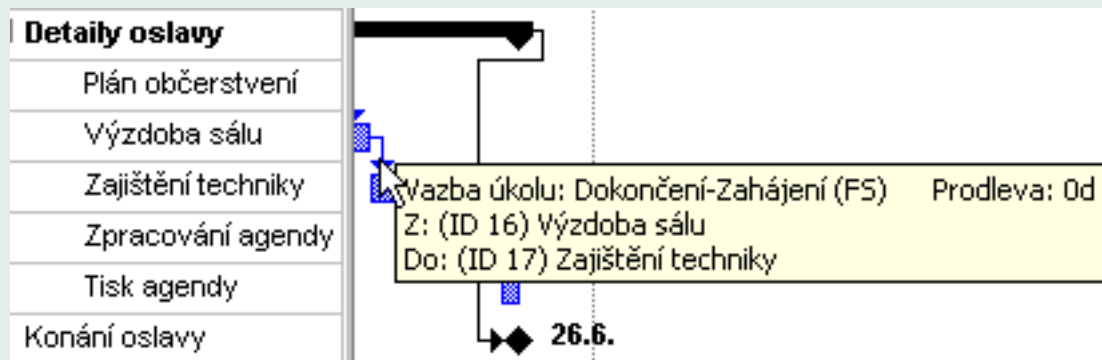 Detaily oslavy
Plán občerstvení
Výzdoba sálu
Zajištění techniky
Zpracování agendy
Tisk agendy
Konání oslavy
Vazba úkolu: Dokončení-Zahájení (FS) Prodleva: 0d
Z: (ID 16) Výzdoba sálu
Do: (ID 17) Zajištění techniky
26.6.